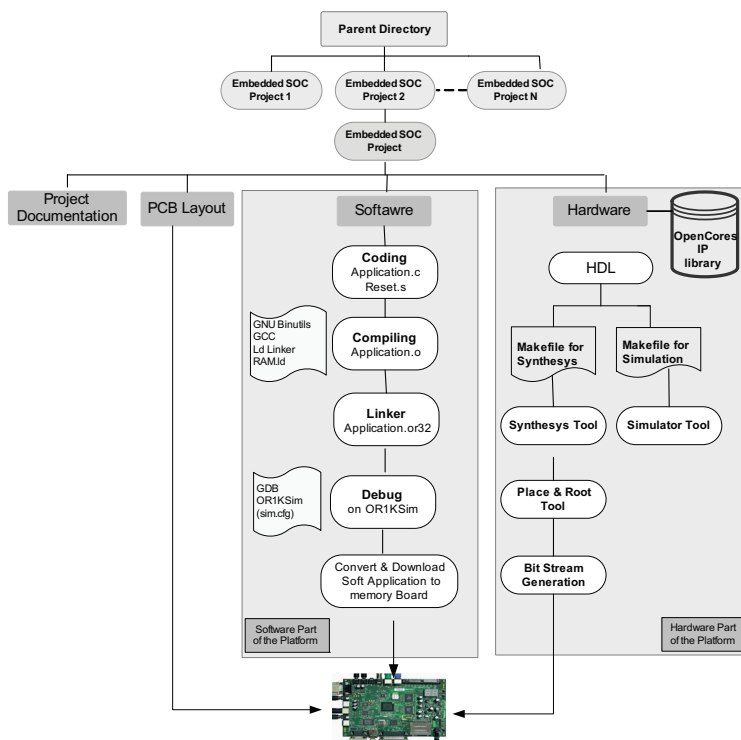 Parent Directory
Embedded SOC
Project 1
Embedded SOC
Project 2
Embedded SOC
Project N
Embedded SOC
Project
Project
Documentation
PCB Layout
Softawre
Hardware
OpenCores
IP
library
Coding
Application.c
Reset.s
GNU Binutils
GCC
Ld Linker
RAM.ld
Compiling
Application.o
Linker
Application.or32
GDB
OR1KSim
(sim.cfg)
Debug
on OR1KSim
Convert & Download
Soft Application to
memory Board
Software Part
of the Platform
HDL
Makefile for
Synthesys
Makefile for
Simulation
Synthesys Tool
Simulator Tool
Place & Root
Tool
Bit Stream
Generation
Hardware Part
of the Platform